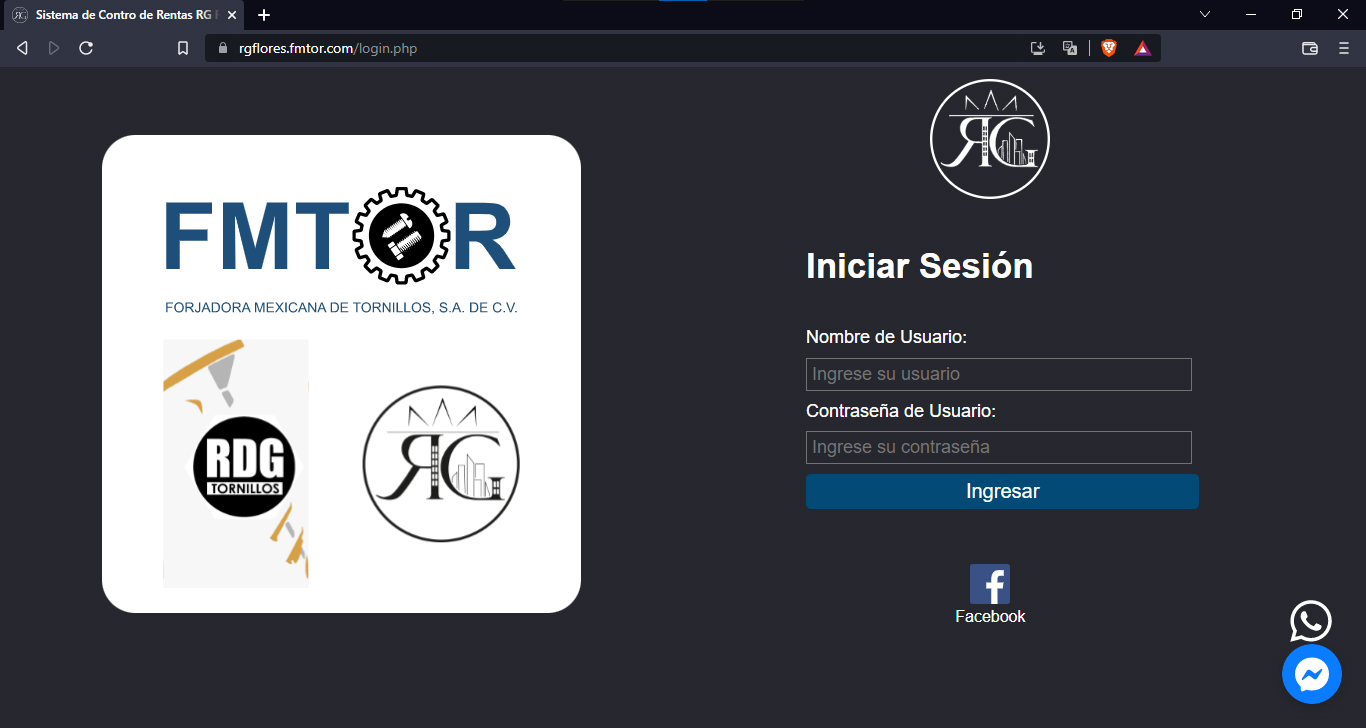 Sistema de Contro de Rentas RG
rgflores.fmtor.com/login.php
FMTOR
FORJADORA MEXICANA DE TORNILLOS, S.A. DE C.V.
RDG
TORNILLOS
RG
RG
Iniciar Sesión
Nombre de Usuario:
Ingrese su usuario
Contraseña de Usuario:
Ingrese su contraseña
Ingresar
Facebook